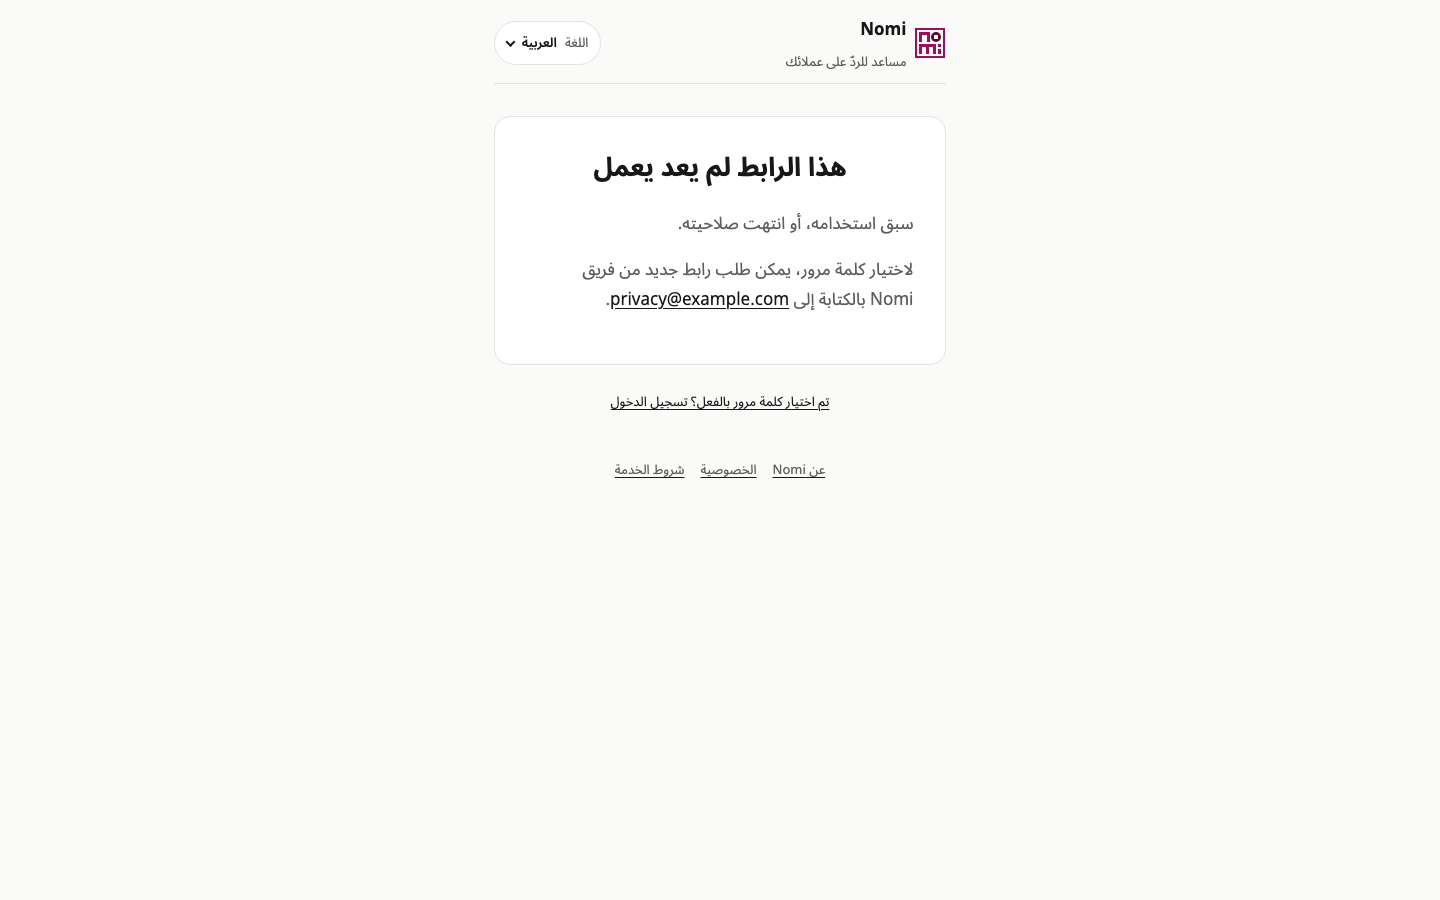 Nomi
مساعد للردّ على عملائك
اللغة العربية
هذا الرابط لم يعد يعمل
سبق استخدامه، أو انتهت صلاحيته.
لاختيار كلمة مرور، يمكن طلب رابط جديد من فريق
Nomi بالكتابة إلى privacy@example.com.
تم اختيار كلمة مرور بالفعل؟ تسجيل الدخول
عن Nomi الخصوصية شروط الخدمة